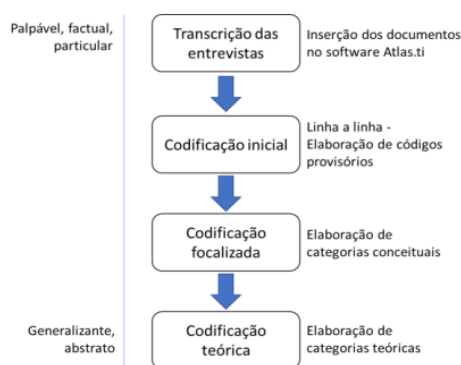 Palpável, factual,
particular
Transcrição das
entrevistas
Inserção dos documentos
no software Atlas.ti
Codificação inicial
Linha a linha -
Elaboração de códigos
provisórios
Codificação
focalizada
Elaboração de
categorias conceituais
Generalizante,
abstrato
Codificação
teórica
Elaboração de
categorias teóricas